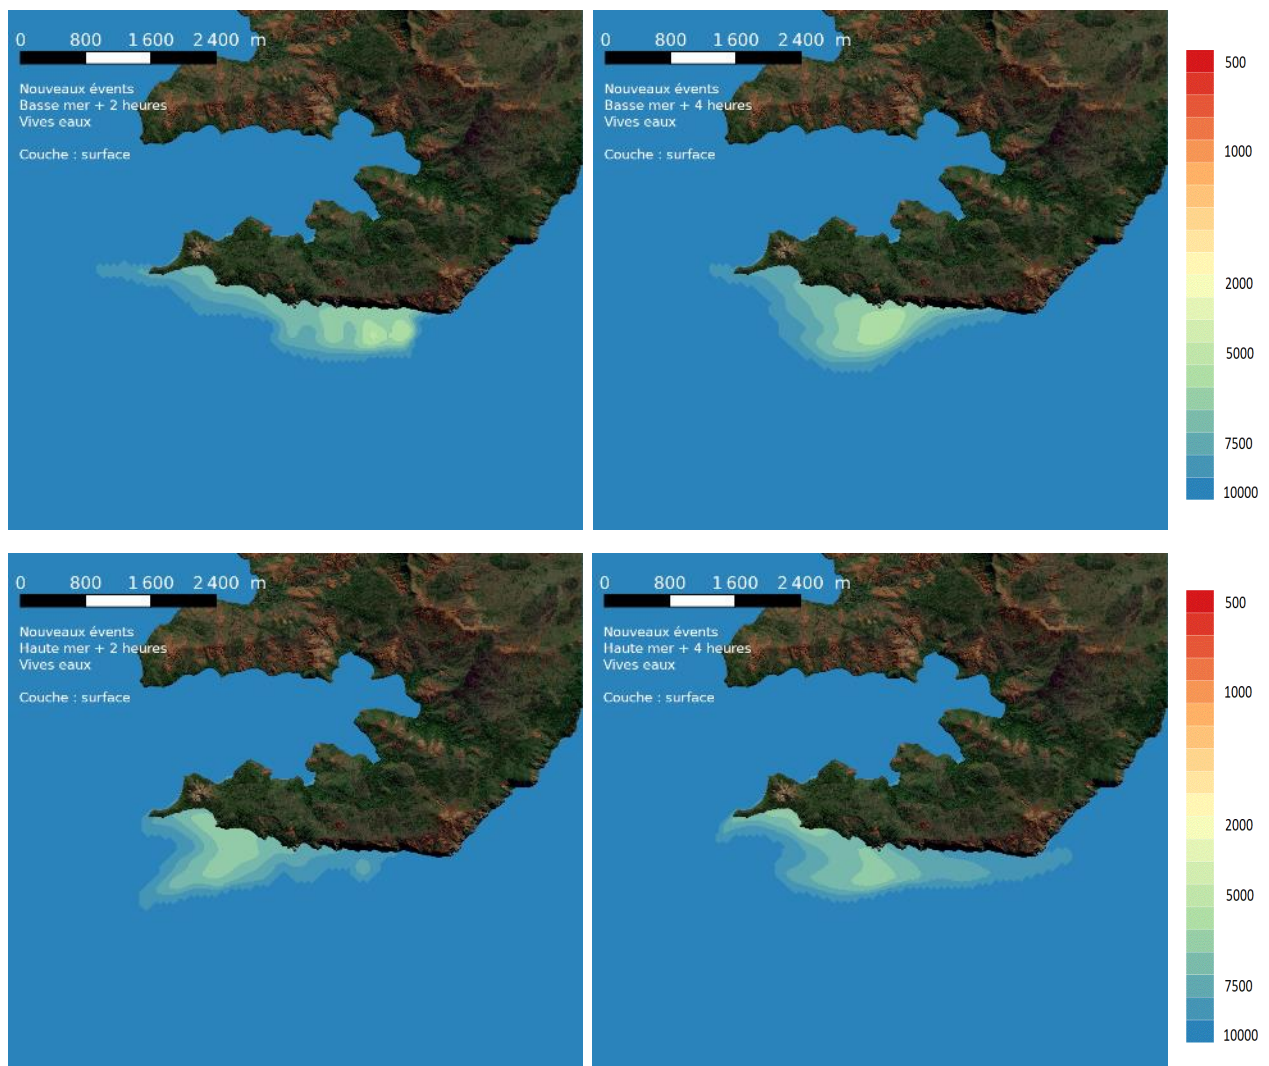 0 800 1 600 2 400 m
Nouveaux évents
Basse mer + 2 heures
Vives eaux
Couche : surface
0 800 1 600 2 400 m
Nouveaux évents
Basse mer + 4 heures
Vives eaux
Couche : surface
500
1000
2000
5000
7500
10000
0 800 1 600 2 400 m
Nouveaux évents
Haute mer + 2 heures
Vives eaux
Couche : surface
0 800 1 600 2 400 m
Nouveaux évents
Haute mer + 4 heures
Vives eaux
Couche : surface
500
1000
2000
5000
7500
10000